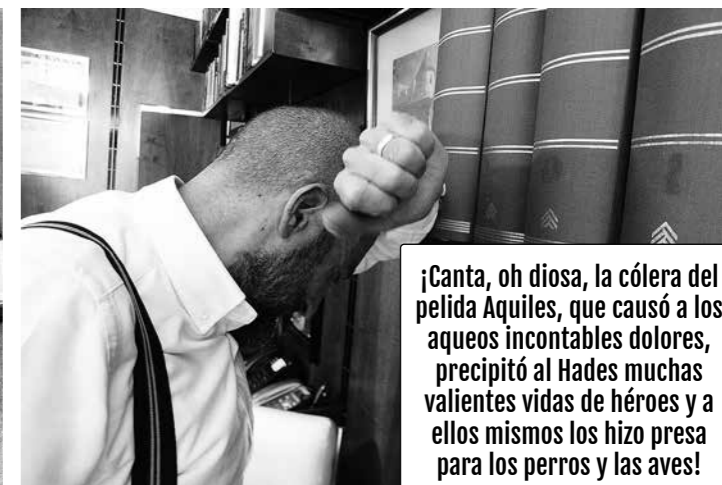 ¡Canta, oh diosa, la cólera del
pelida Aquiles, que causó a los
aqueos incontables dolores,
precipitó al Hades muchas
valientes vidas de héroes y a
ellos mismos los hizo presa
para los perros y las aves!